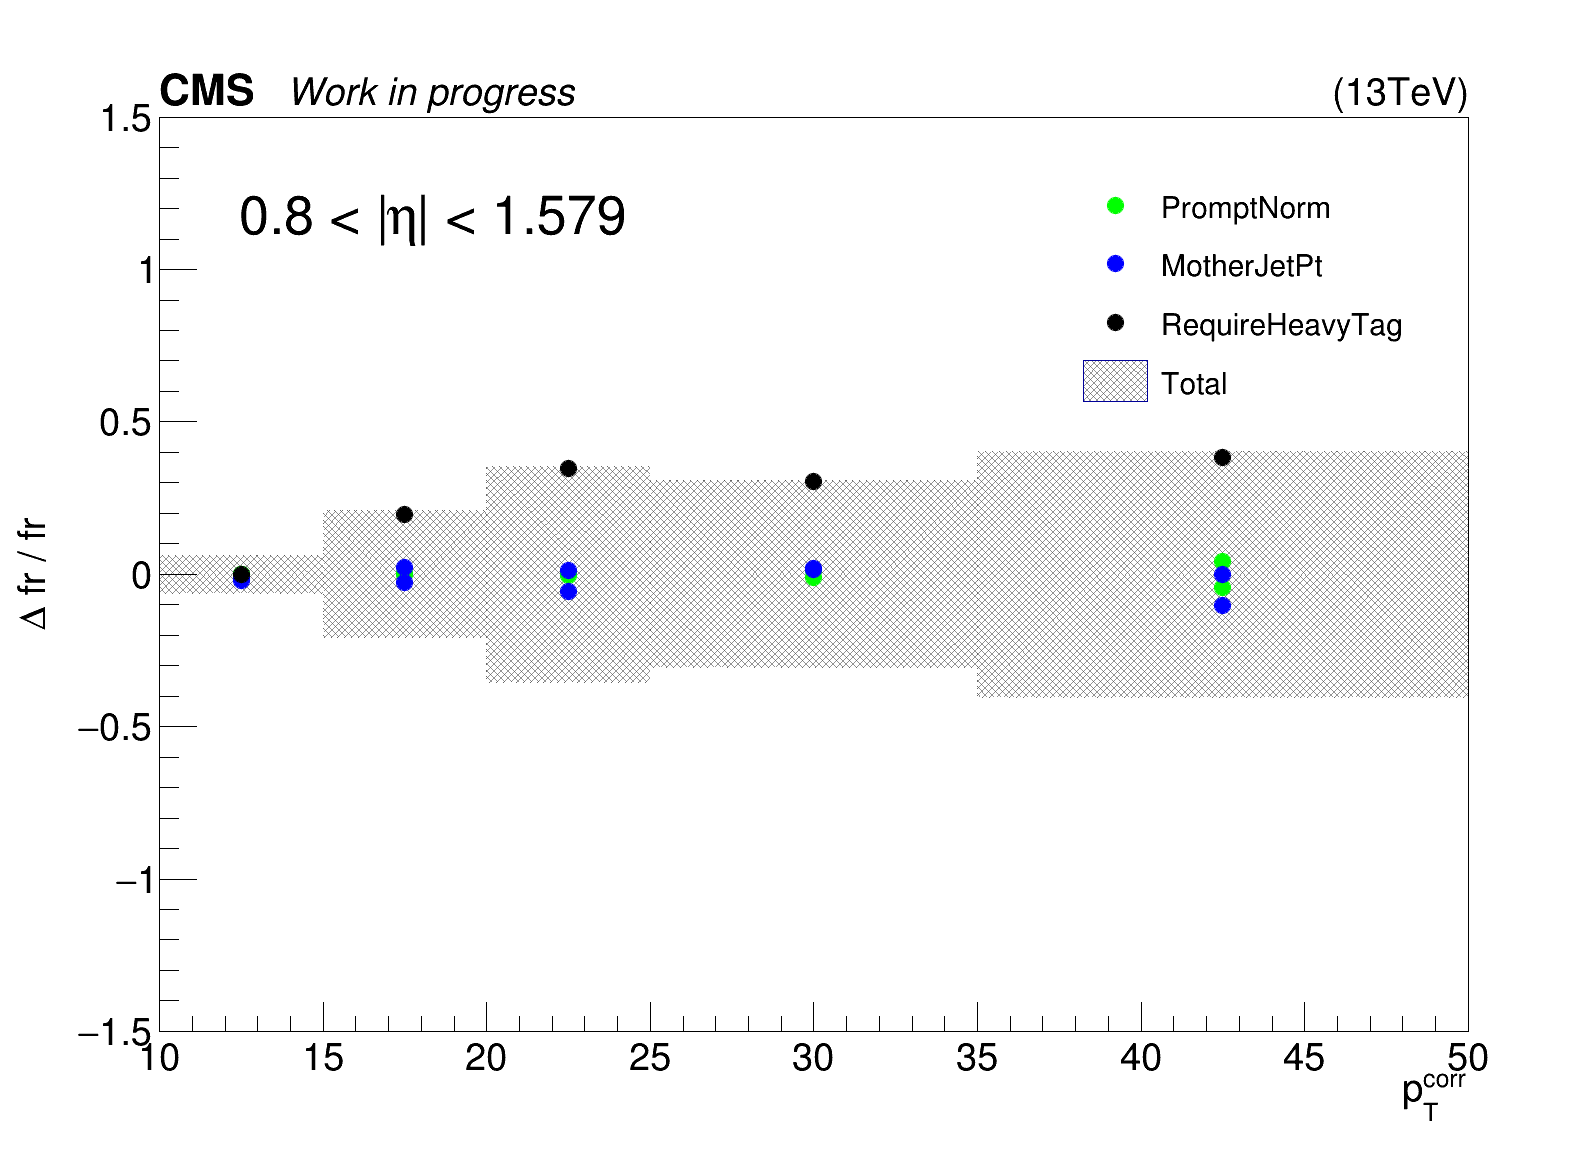 CMS Work in progress (13TeV)
0.8 < |η| < 1.579
PromptNorm
MotherJetPt
RequireHeavyTag
Total
Δ fr / fr
1.5
1
0.5
0
−0.5
−1
−1.5
10 15 20 25 30 35 40 45 50
p_T^corr